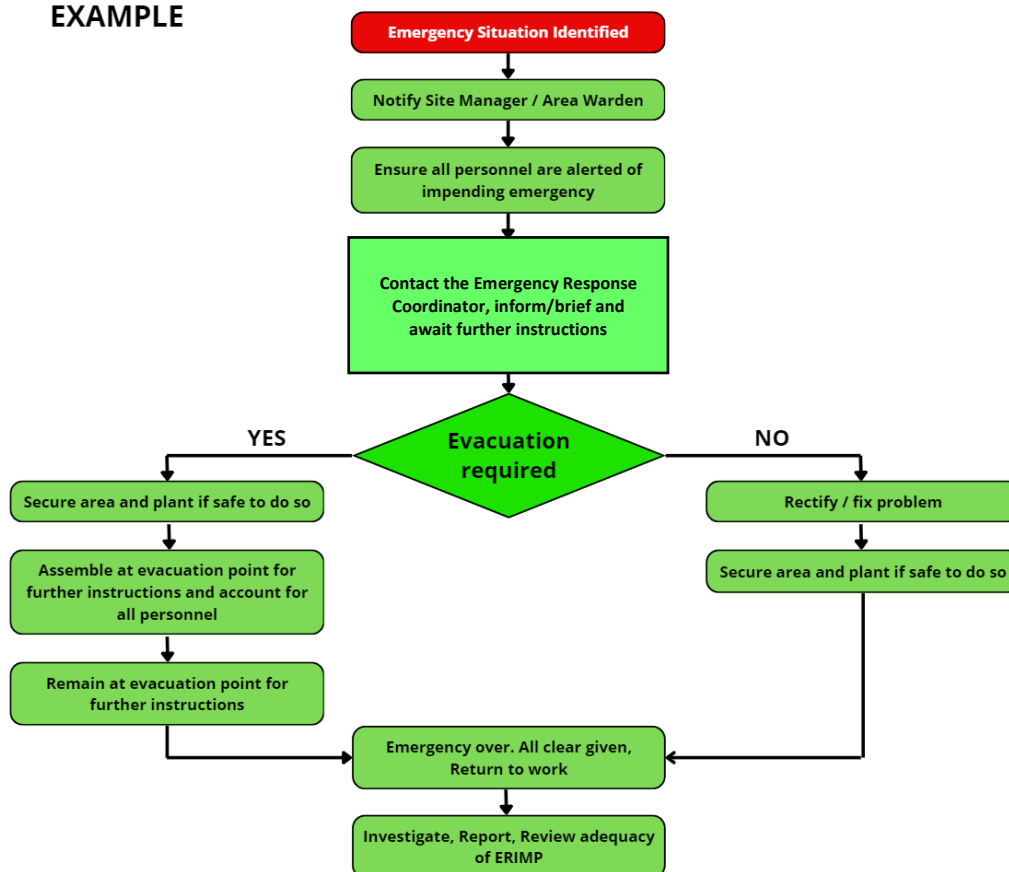 EXAMPLE
Emergency Situation Identified
Notify Site Manager / Area Warden
Ensure all personnel are alerted of
impending emergency
Contact the Emergency Response
Coordinator, inform/brief and
await further instructions
Evacuation
required
YES
NO
Secure area and plant if safe to do so
Assemble at evacuation point for
further instructions and account for
all personnel
Remain at evacuation point for
further instructions
Rectify / fix problem
Secure area and plant if safe to do so
Emergency over. All clear given,
Return to work
Investigate, Report, Review adequacy
of ERIMP